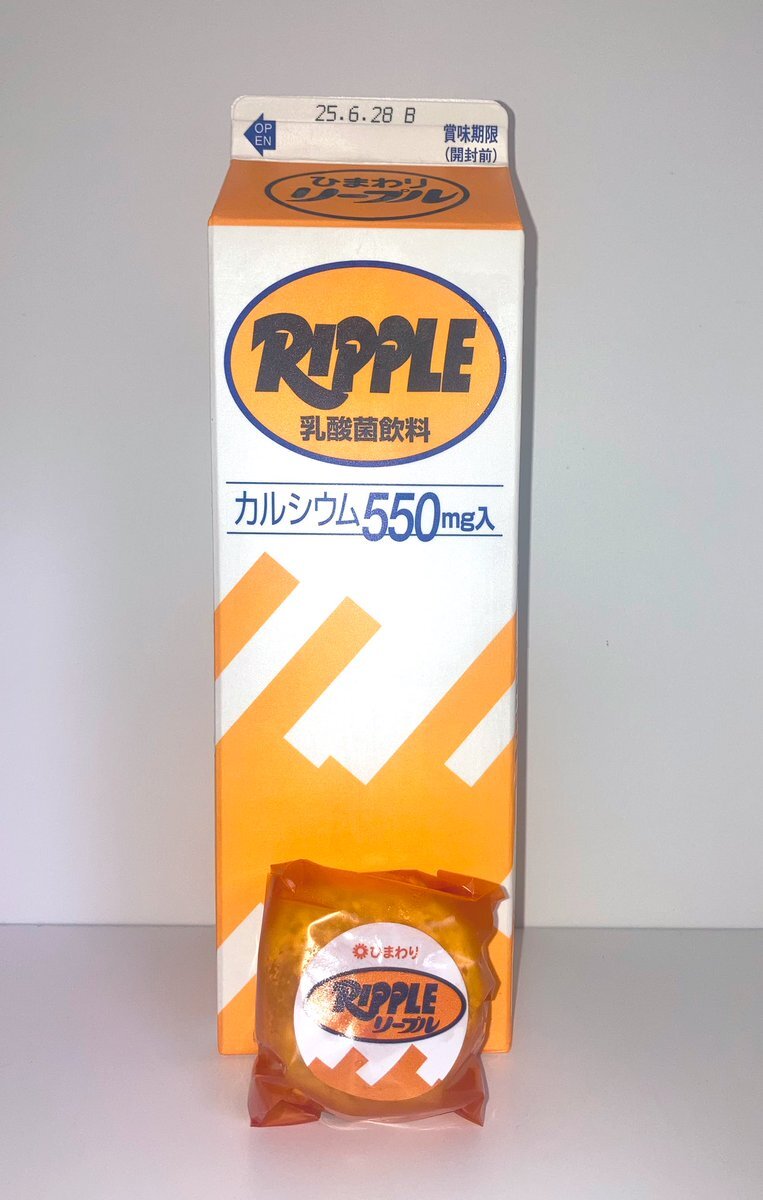 25.6.28 B
OP
EN
賞味期限
(開封前)
ひまわり
リープル
RIPPLE
乳酸菌飲料
カルシウム550mg入
ひまわり
RIPPLE
リープル